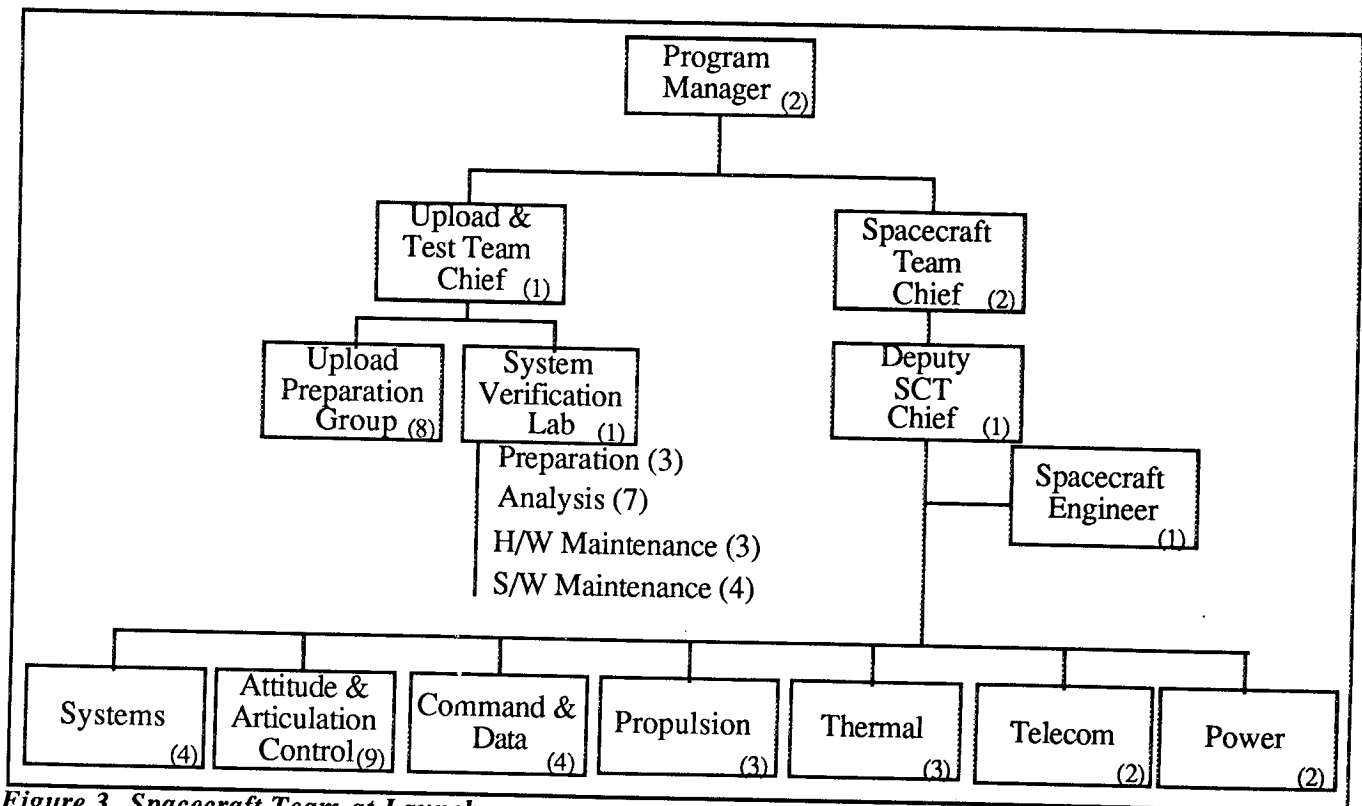 Program
Manager (2)
Upload &
Test Team
Chief (1)
Spacecraft
Team
Chief (2)
Upload
Preparation
Group (8)
System
Verification
Lab (1)
Deputy
SCT
Chief (1)
Preparation (3)
Analysis (7)
H/W Maintenance (3)
S/W Maintenance (4)
Spacecraft
Engineer
(1)
Systems
(4)
Attitude &
Articulation
Control (9)
Command &
Data
(4)
Propulsion
(3)
Thermal
(3)
Telecom
(2)
Power
(2)
Figure 3. Spacecraft Team at Launch